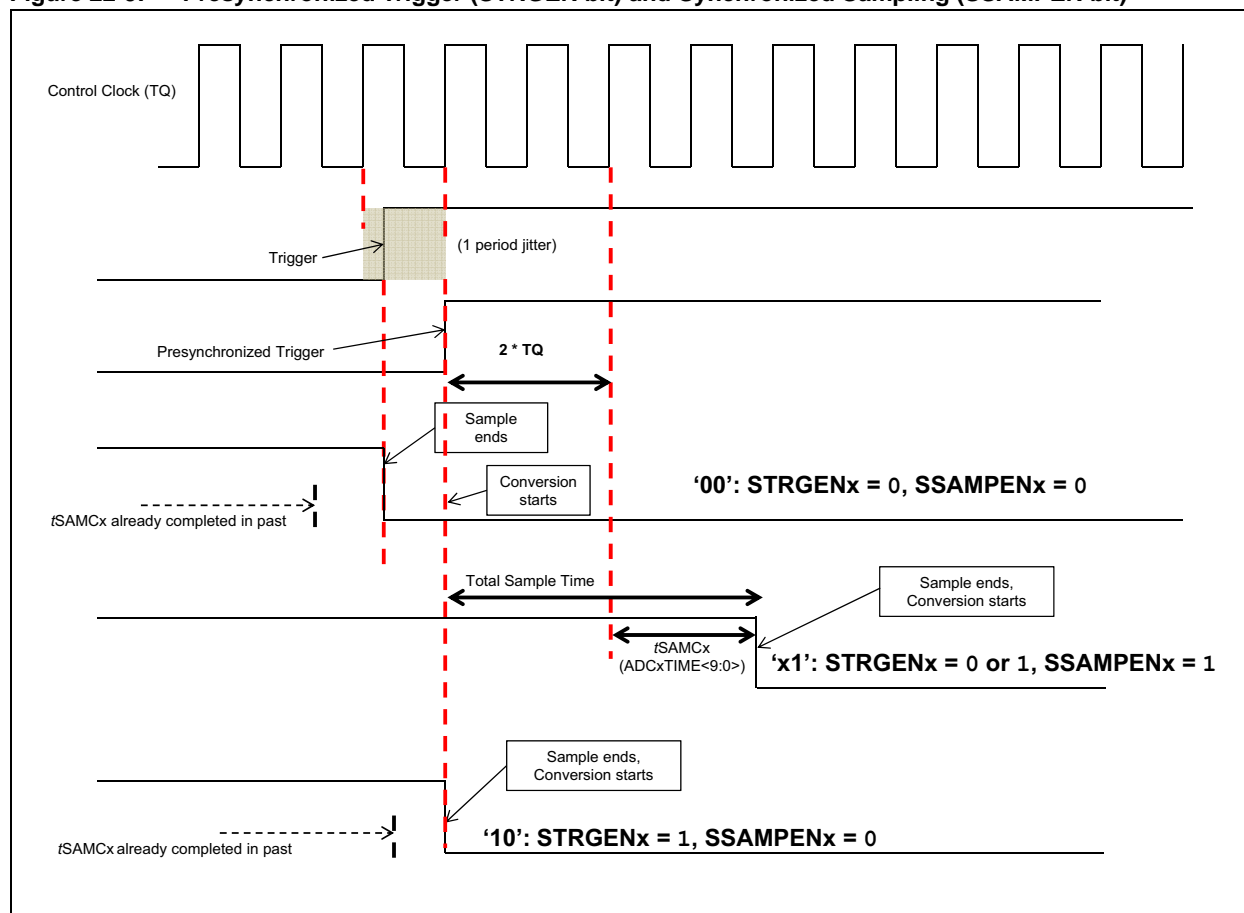 Control Clock (TQ)
Trigger
(1 period jitter)
Presynchronized Trigger
2 * TQ
Sample
ends
Conversion
starts
‘00’: STRGENx = 0, SSAMPENx = 0
tSAMCx already completed in past
Total Sample Time
Sample ends,
Conversion starts
tSAMCx
(ADCxTIME<9:0>)
‘x1’: STRGENx = 0 or 1, SSAMPENx = 1
Sample ends,
Conversion starts
tSAMCx already completed in past
‘10’: STRGENx = 1, SSAMPENx = 0